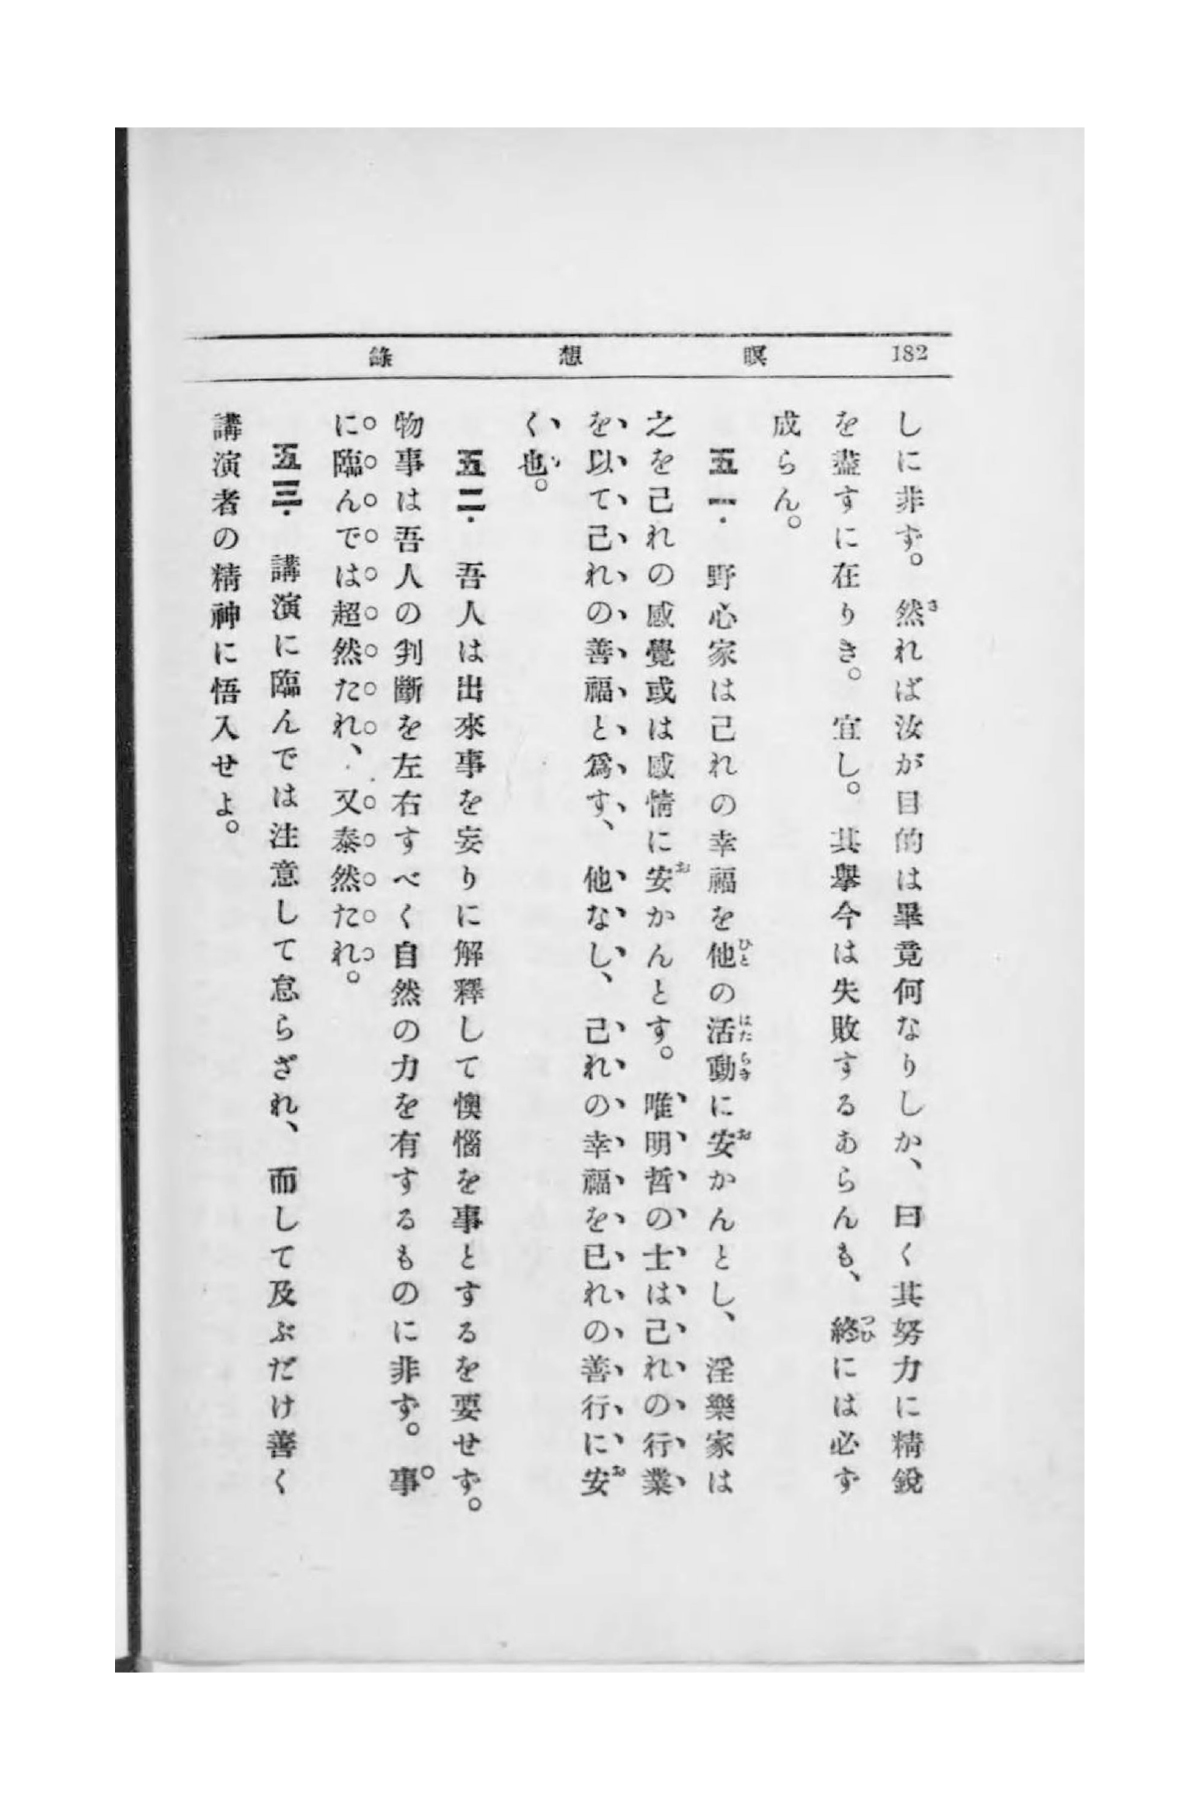 182 瞑想錄
しに非ず。然れば汝が目的は畢竟何なりしか、曰く其努力に精銳
を盡すに在りき。宜し。其擧今は失敗するあらんも、終には必ず
成らん。
五一. 野心家は己れの幸福を他の活動に安かんとし、淫樂家は
之を己れの感覺或は感情に安かんとす。唯明哲の士は己れの行業
を以て己れの善福と爲す、他なし、己れの幸福を已れの善行に安
く也。
五二. 吾人は出來事を妄りに解釋して懊惱を事とするを要せず。
物事は吾人の判斷を左右すべく自然の力を有するものに非ず。事
に臨んでは超然たれ、又泰然たれ。
五三. 講演に臨んでは注意して怠らざれ、而して及ぶだけ善く
講演者の精神に悟入せよ。